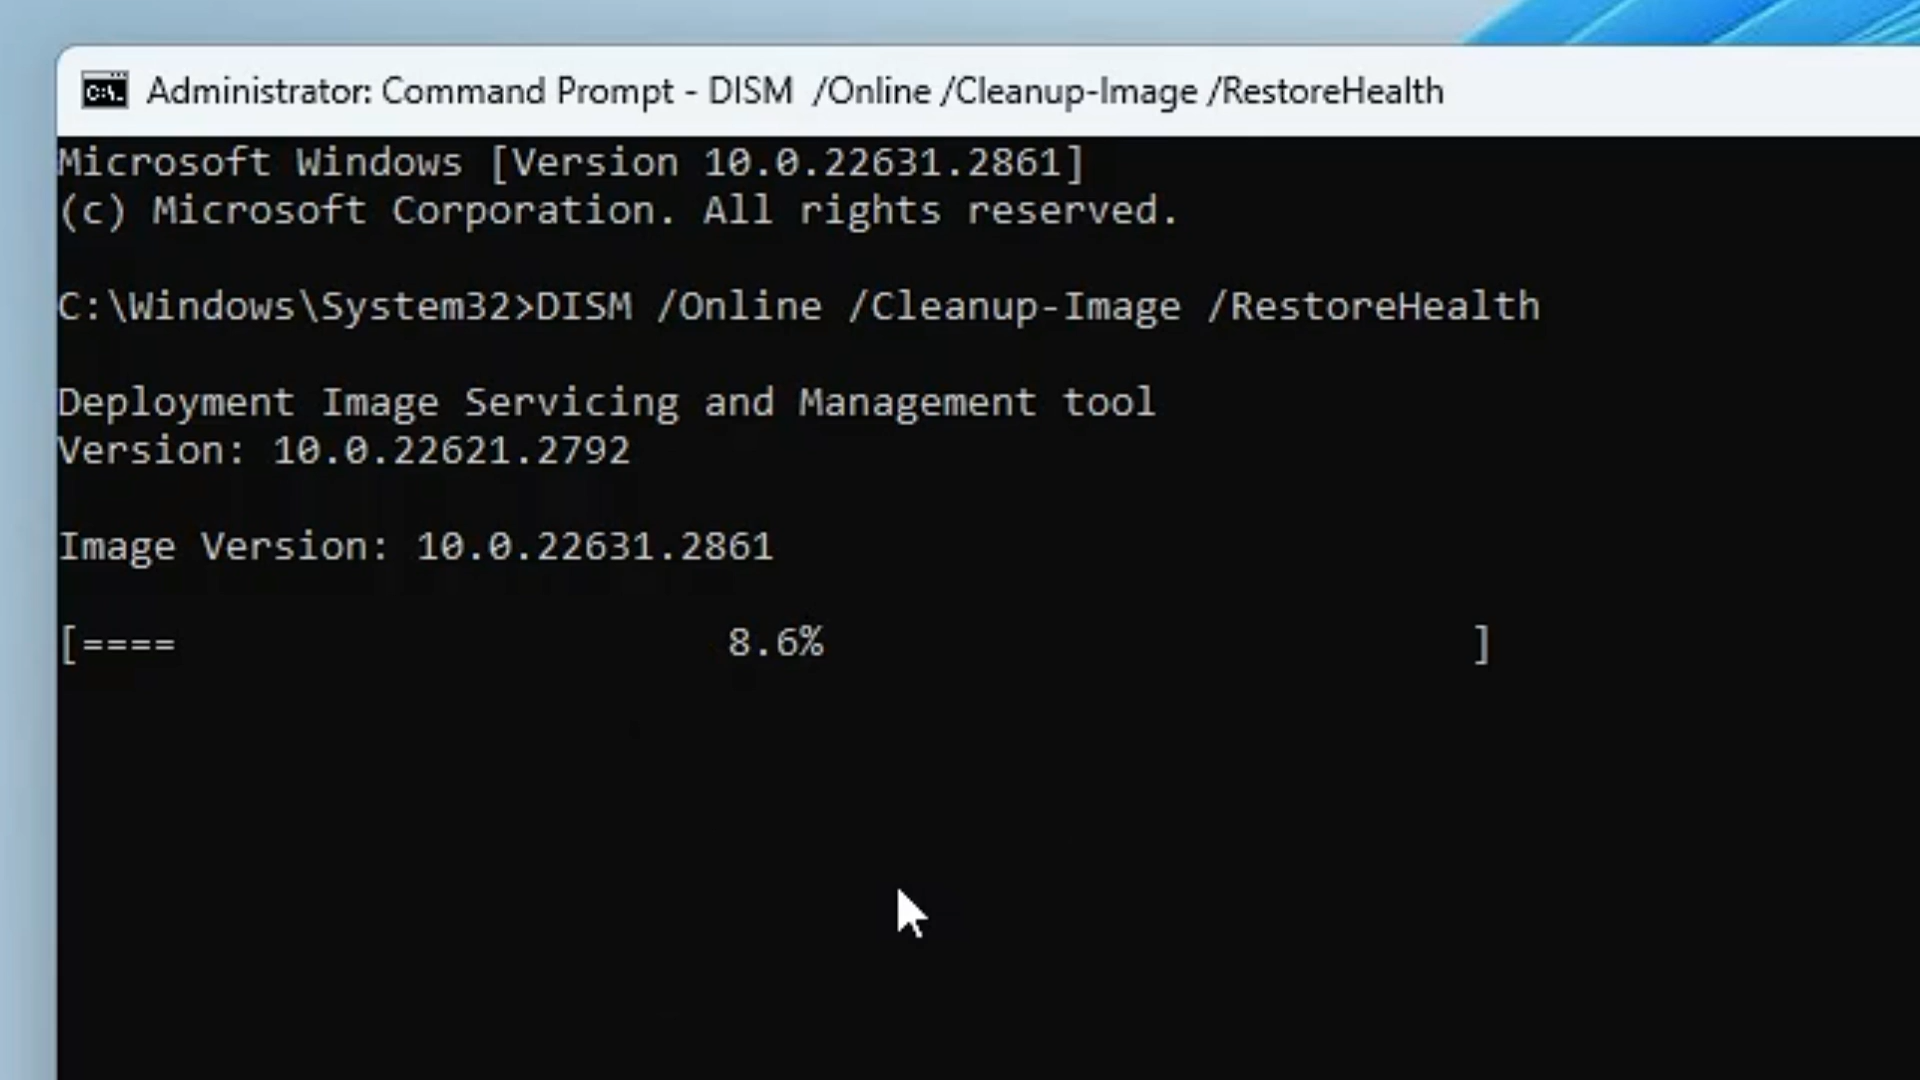 Administrator: Command Prompt - DISM  /Online /Cleanup-Image /RestoreHealth
Microsoft Windows [Version 10.0.22631.2861]
(c) Microsoft Corporation. All rights reserved.
C:\Windows\System32>DISM /Online /Cleanup-Image /RestoreHealth
Deployment Image Servicing and Management tool
Version: 10.0.22621.2792
Image Version: 10.0.22631.2861
[====                       8.6%                           ]